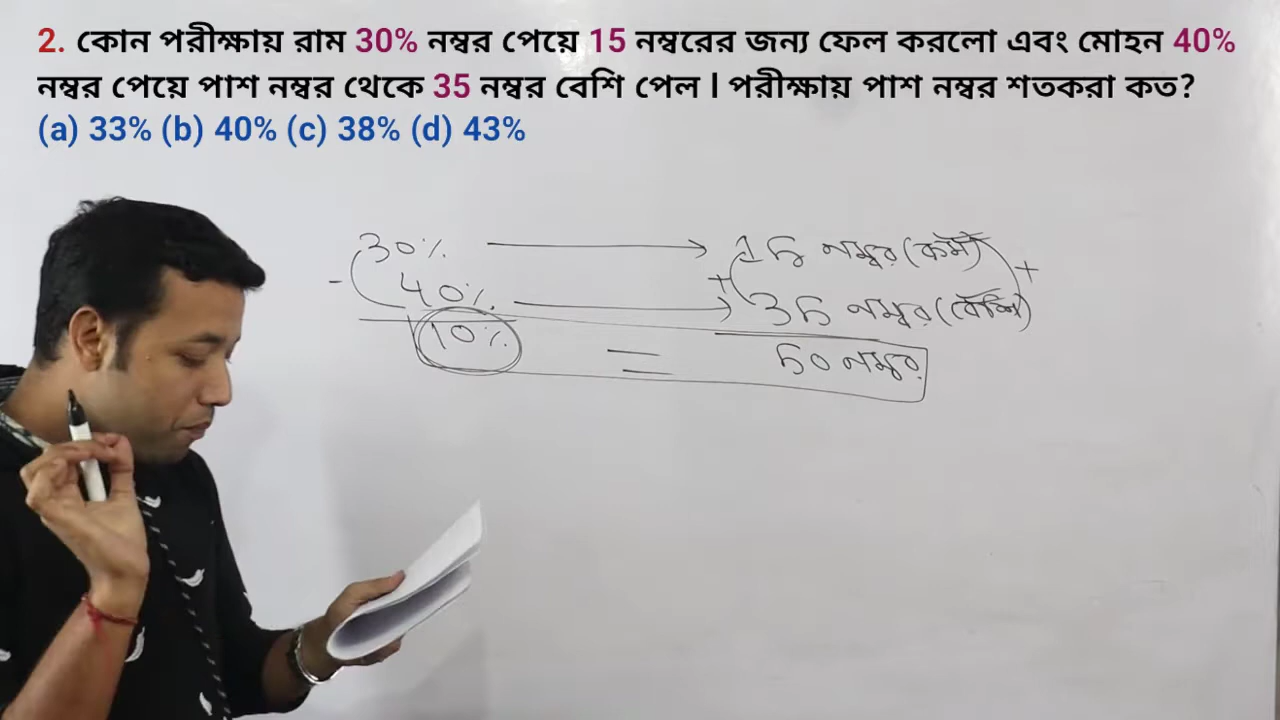 2. কোন পরীক্ষায় রাম 30% নম্বর পেয়ে 15 নম্বরের জন্য ফেল করলো এবং মোহন 40%
নম্বর পেয়ে পাশ নম্বর থেকে 35 নম্বর বেশি পেল। পরীক্ষায় পাশ নম্বর শতকরা কত?
(a) 33% (b) 40% (c) 38% (d) 43%
30% → 15 নম্বর (কম) +
- 40% → + 35 নম্বর (বেশি)
10% = 50 নম্বর